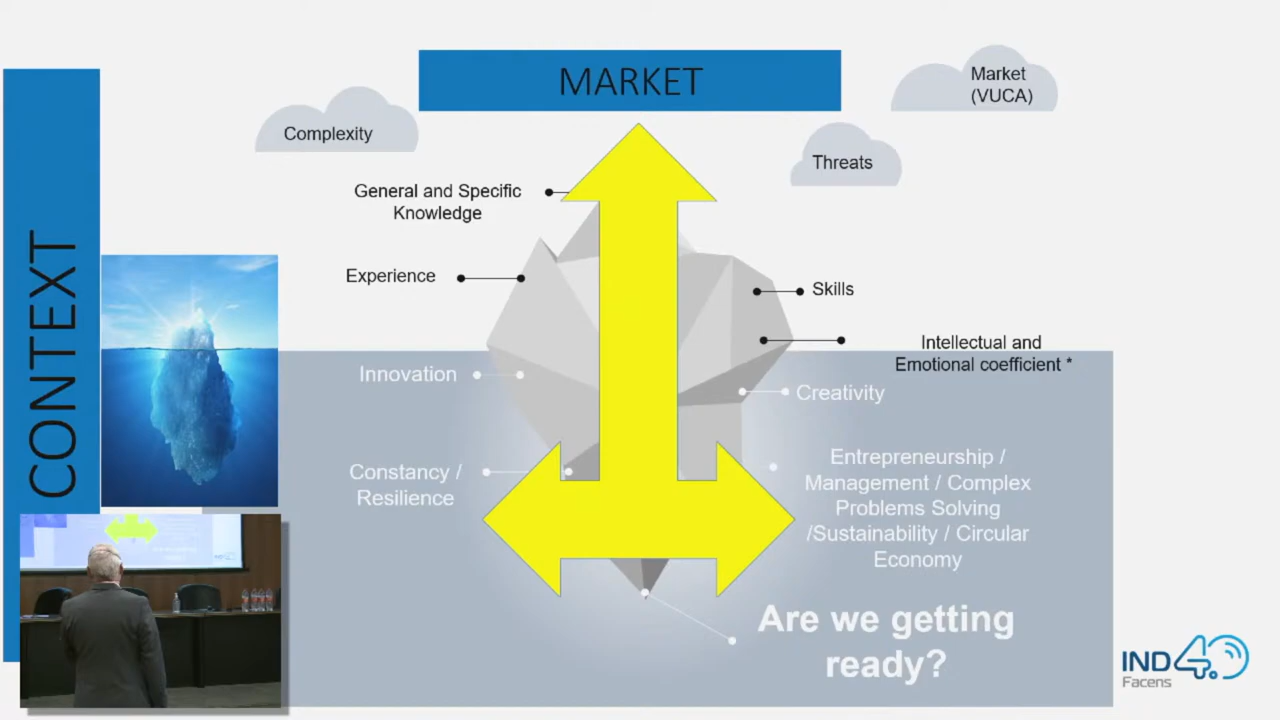 MARKET
Market
(VUCA)
Complexity
Threats
General and Specific
Knowledge
Experience
Skills
Intellectual and
Emotional coefficient *
Innovation
Creativity
Constancy /
Resilience
Entrepreneurship /
Management / Complex
Problems Solving
/Sustainability / Circular
Economy
Are we getting
ready?
CONTEXT
IND4.0
Facens